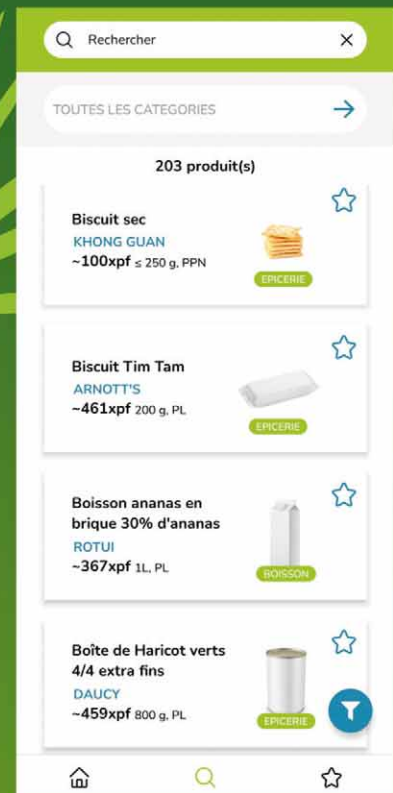 Rechercher
TOUTES LES CATEGORIES
203 produit(s)
Biscuit sec
KHONG GUAN
~100xpf ≤ 250 g, PPN
EPICERIE
Biscuit Tim Tam
ARNOTT'S
~461xpf 200 g, PL
EPICERIE
Boisson ananas en
brique 30% d'ananas
ROTUI
~367xpf 1L, PL
BOISSON
Boîte de Haricot verts
4/4 extra fins
DAUCY
~459xpf 800 g, PL
EPICERIE